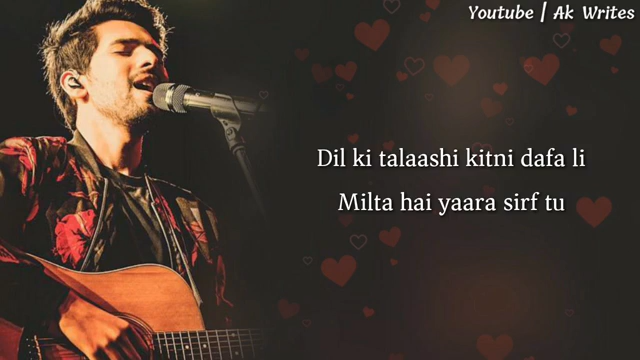 Youtube | Ak Writes
Dil ki talaashi kitni dafa li
Milta hai yaara sirf tu